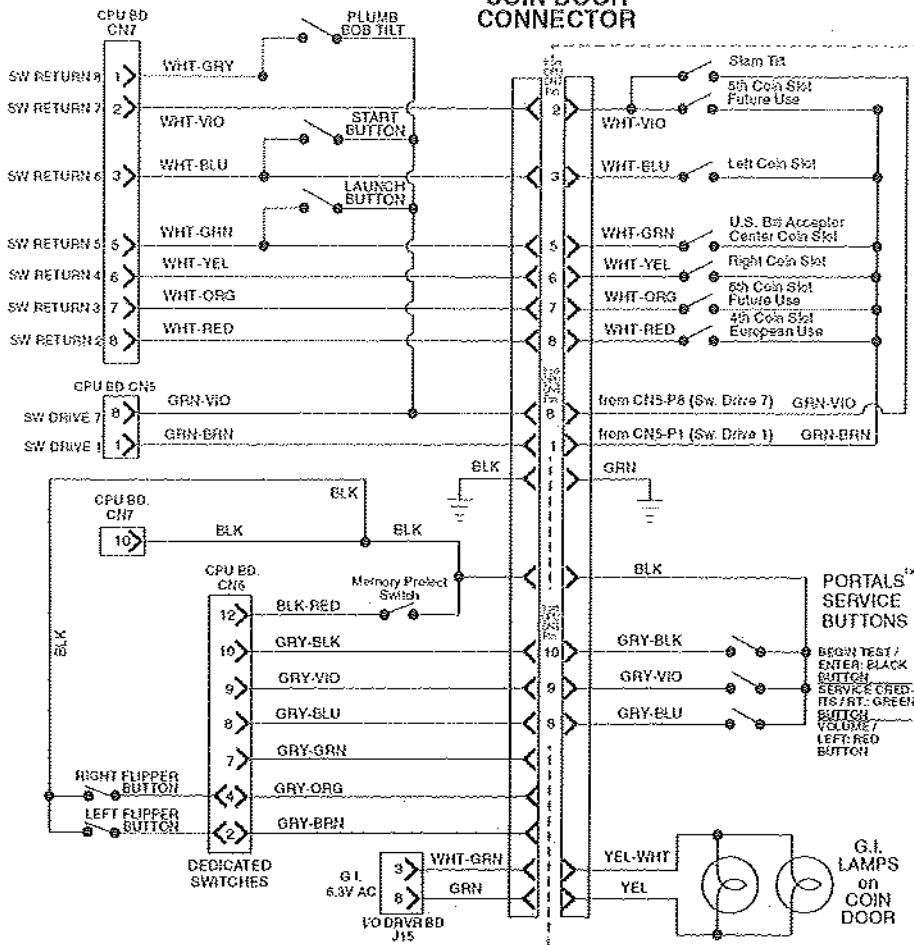 COIN DOOR
CONNECTOR
CPU BD
CN7
PLUMB
BOB TILT
SW RETURN 8
1
WHT-GRY
SW RETURN 7
2
WHT-VIO
START
BUTTON
SW RETURN 6
3
WHT-BLU
LAUNCH
BUTTON
SW RETURN 5
5
WHT-GRN
SW RETURN 4
6
WHT-YEL
SW RETURN 3
7
WHT-ORG
SW RETURN 2
8
WHT-RED
CPU BD CN5
SW DRIVE 7
8
GRN-VIO
SW DRIVE 1
1
GRN-BRN
BLK
Slam Tilt
5th Coin Slot
Future Use
2
WHT-VIO
3
WHT-BLU
Left Coin Slot
5
WHT-GRN
U.S. Bill Acceptor
Center Coin Slot
6
WHT-YEL
Right Coin Slot
7
WHT-ORG
6th Coin Slot
Future Use
8
WHT-RED
4th Coin Slot
European Use
8
from CN5-P8 (Sw. Drive 7)
GRN-VIO
1
from CN5-P1 (Sw. Drive 1)
GRN-BRN
GRN
BLK
CPU BD.
CN7
10
BLK
BLK
BLK
CPU BD.
CN6
Memory Protect
Switch
12
BLK-RED
10
GRY-BLK
9
GRY-VIO
8
GRY-BLU
7
GRY-GRN
RIGHT FLIPPER
BUTTON
4
GRY-ORG
LEFT FLIPPER
BUTTON
2
GRY-BRN
DEDICATED
SWITCHES
G.I.
6.3V AC
3
WHT-GRN
8
GRN
I/O DRVR BD
J15
BLK
PORTALS™
SERVICE
BUTTONS
10
GRY-BLK
BEGIN TEST /
ENTER: BLACK
BUTTON
9
GRY-VIO
SERVICE CRED-
ITS / RT.: GREEN
BUTTON
8
GRY-BLU
VOLUME /
LEFT: RED
BUTTON
YEL-WHT
YEL
G.I.
LAMPS
on
COIN
DOOR